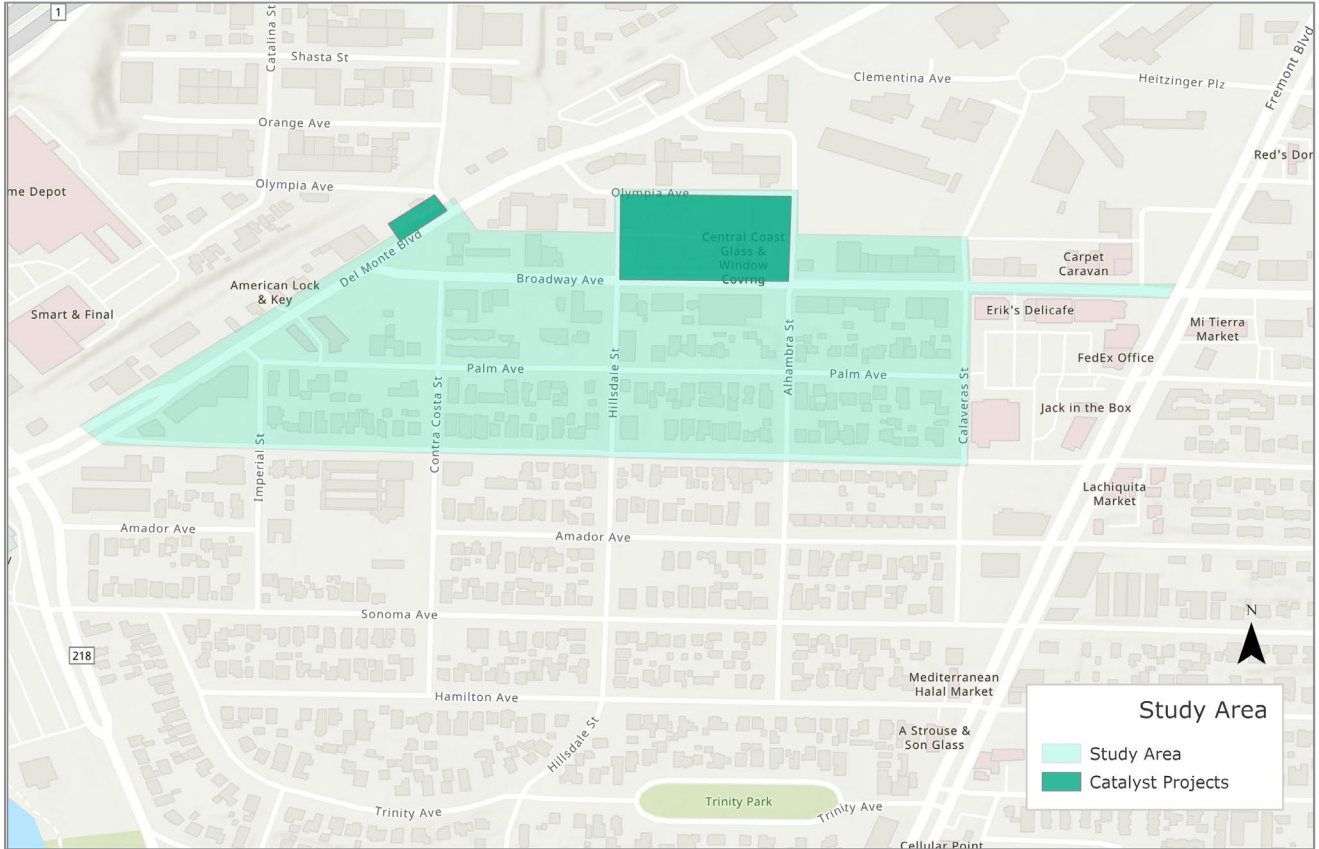 1
Catalina St
Shasta St
Clementina Ave
Heitzinger Plz
Fremont Blvd
Orange Ave
Red's Dor
me Depot
Olympia Ave
Olympia Ave
Del Monte Blvd
Central Coast
Glass &
Window
Covrng
Broadway Ave
Carpet
Caravan
American Lock
& Key
Smart & Final
Erik's Delicafe
Mi Tierra
Market
FedEx Office
Palm Ave
Palm Ave
Hillsdale St
Alhambra St
Calaveras St
Contra Costa St
Imperial St
Jack in the Box
Lachiquita
Market
Amador Ave
Amador Ave
Sonoma Ave
N
218
Mediterranean
Halal Market
Hamilton Ave
A Strouse &
Son Glass
Hillsdale St
Trinity Park
Trinity Ave
Trinity Ave
Cellular Point
Study Area
Study Area
Catalyst Projects